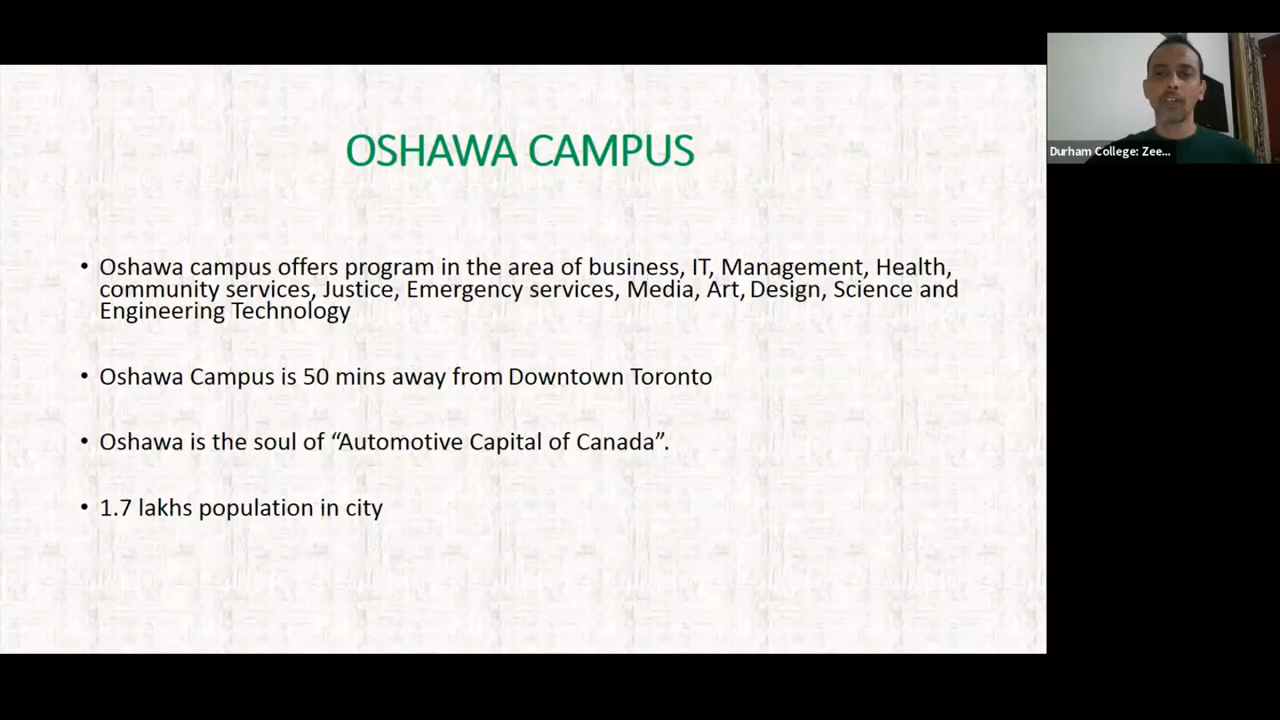 OSHAWA CAMPUS
• Oshawa campus offers program in the area of business, IT, Management, Health,
community services, Justice, Emergency services, Media, Art, Design, Science and
Engineering Technology
• Oshawa Campus is 50 mins away from Downtown Toronto
• Oshawa is the soul of “Automotive Capital of Canada”.
• 1.7 lakhs population in city
Durham College: Zee...